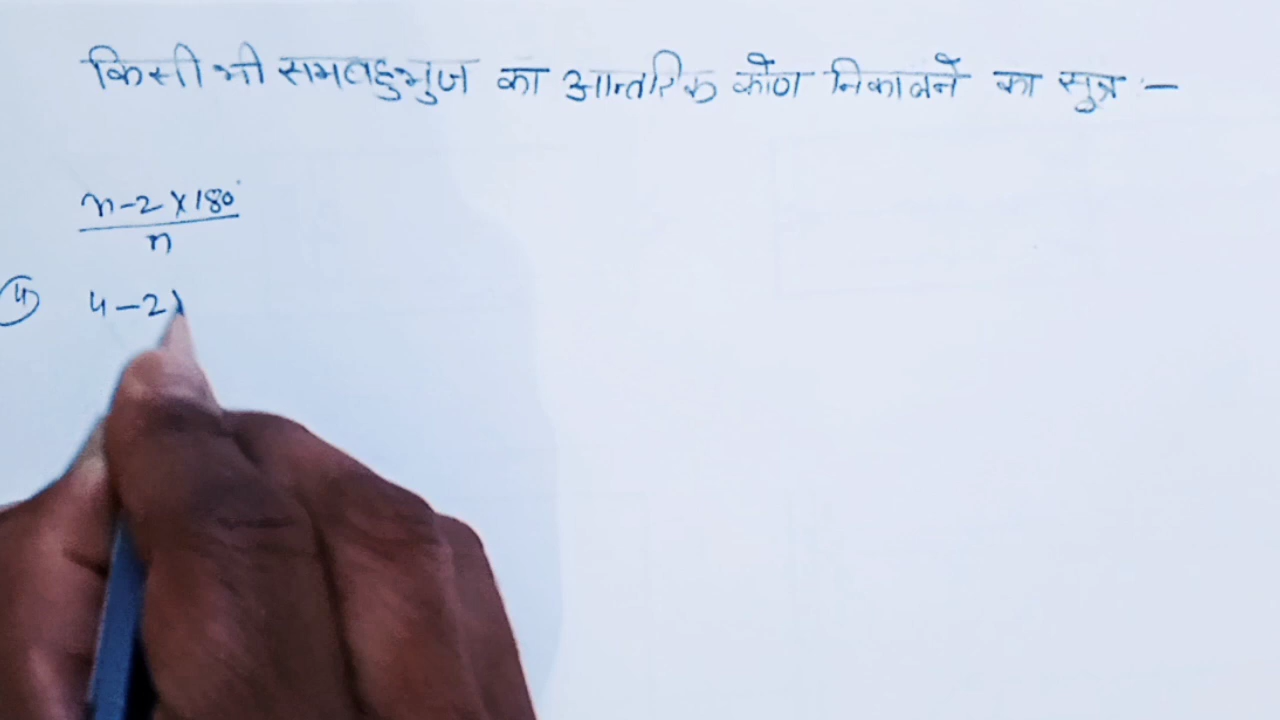 किसी भी समबहुभुज का आन्तरिक कोण निकालने का सुत्र :-
n-2 X 180°
n
4 4-2